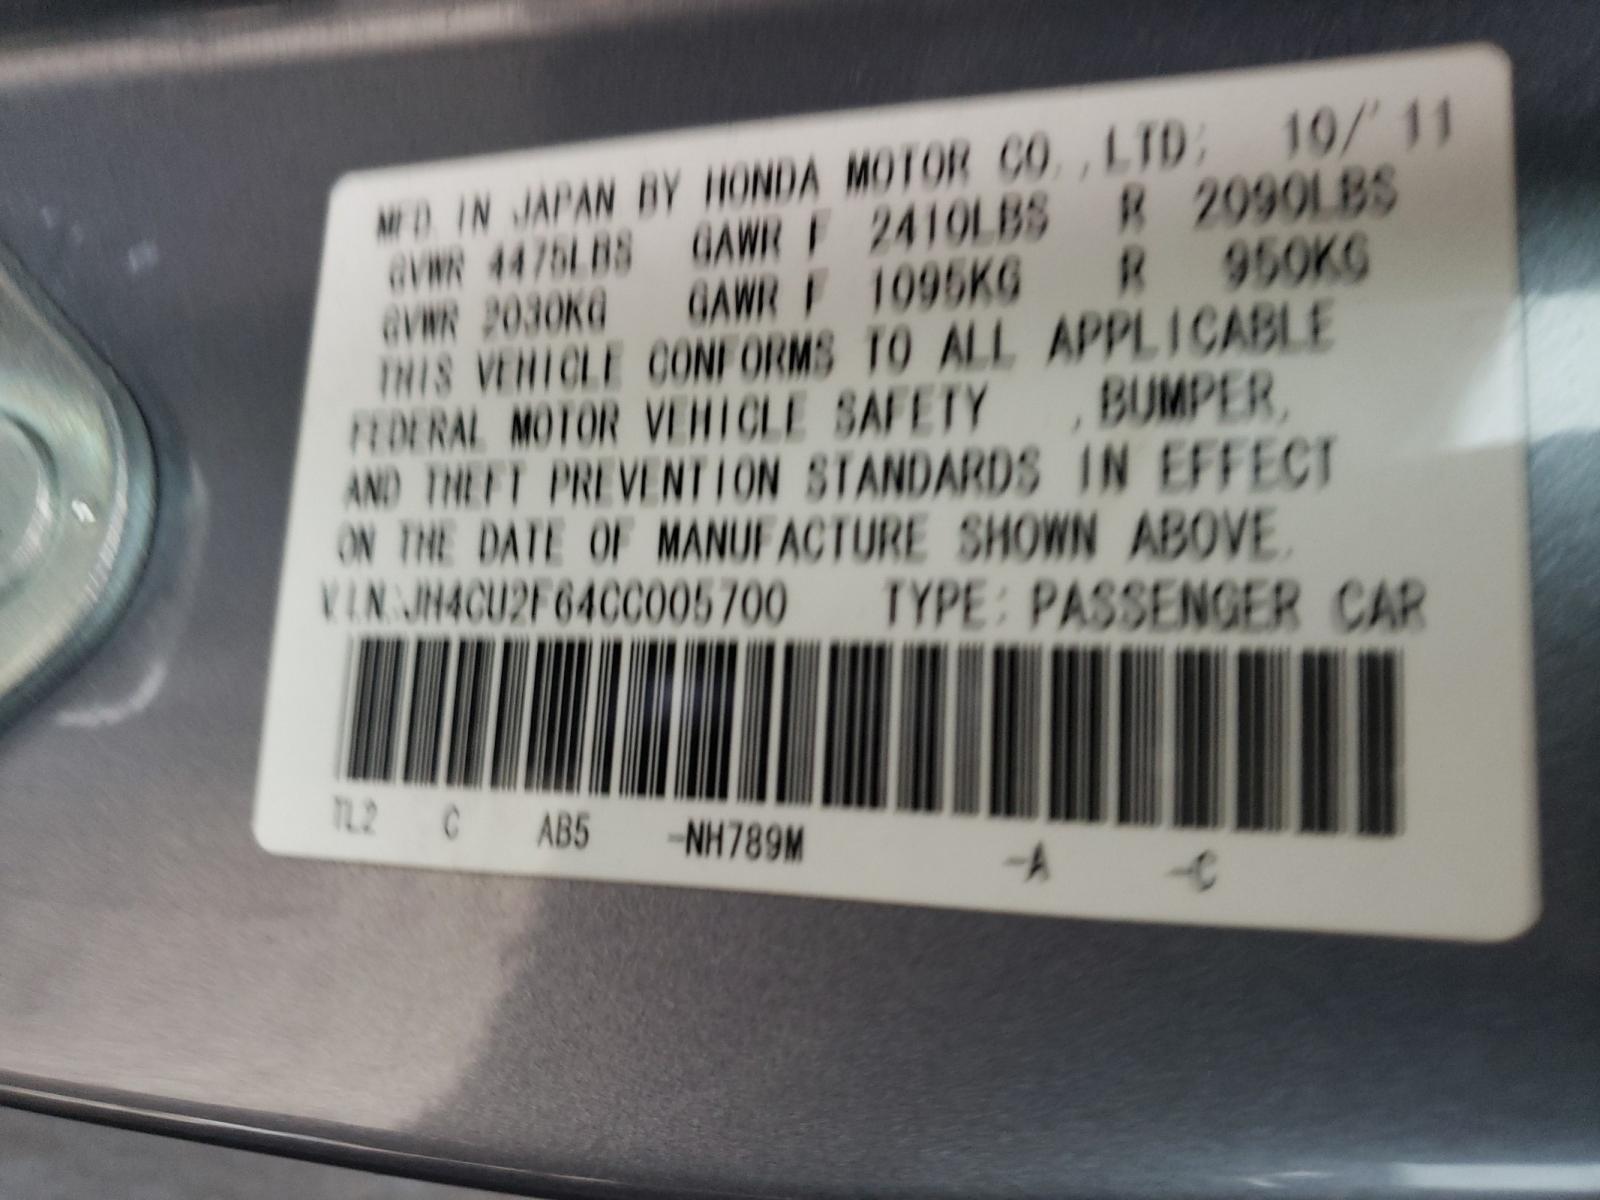 MFD. IN JAPAN BY HONDA MOTOR CO.,LTD; 10/'11
GVWR 4475LBS GAWR F 2410LBS R 2090LBS
GVWR 2030KG GAWR F 1095KG R 950KG
THIS VEHICLE CONFORMS TO ALL APPLICABLE
FEDERAL MOTOR VEHICLE SAFETY ,BUMPER,
AND THEFT PREVENTION STANDARDS IN EFFECT
ON THE DATE OF MANUFACTURE SHOWN ABOVE.
V.I.N.:JH4CU2F64CC005700 TYPE:PASSENGER CAR
TL2 C AB5 -NH789M -A -C